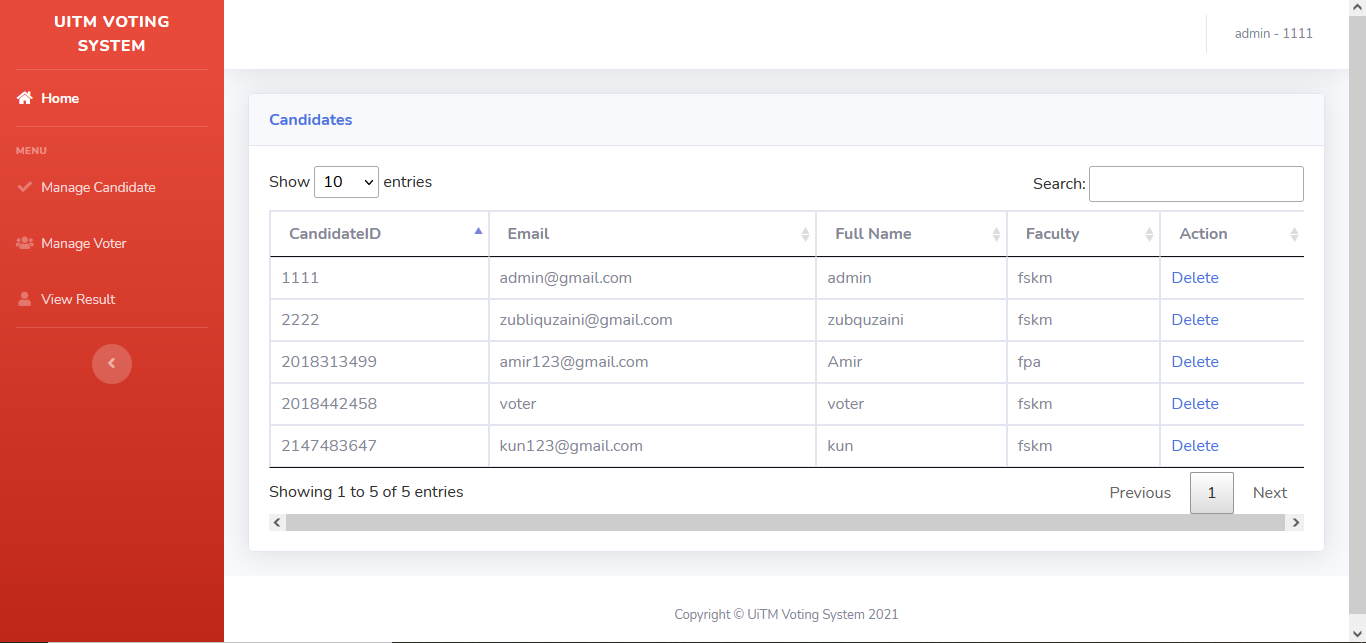 UITM VOTING
SYSTEM
admin - 1111
Home
MENU
Manage Candidate
Manage Voter
View Result
Candidates
Show 10 entries
Search:
CandidateID Email Full Name Faculty Action
1111 admin@gmail.com admin fskm Delete
2222 zubliquzaini@gmail.com zubquzaini fskm Delete
2018313499 amir123@gmail.com Amir fpa Delete
2018442458 voter voter fskm Delete
2147483647 kun123@gmail.com kun fskm Delete
Showing 1 to 5 of 5 entries
Previous 1 Next
Copyright © UiTM Voting System 2021